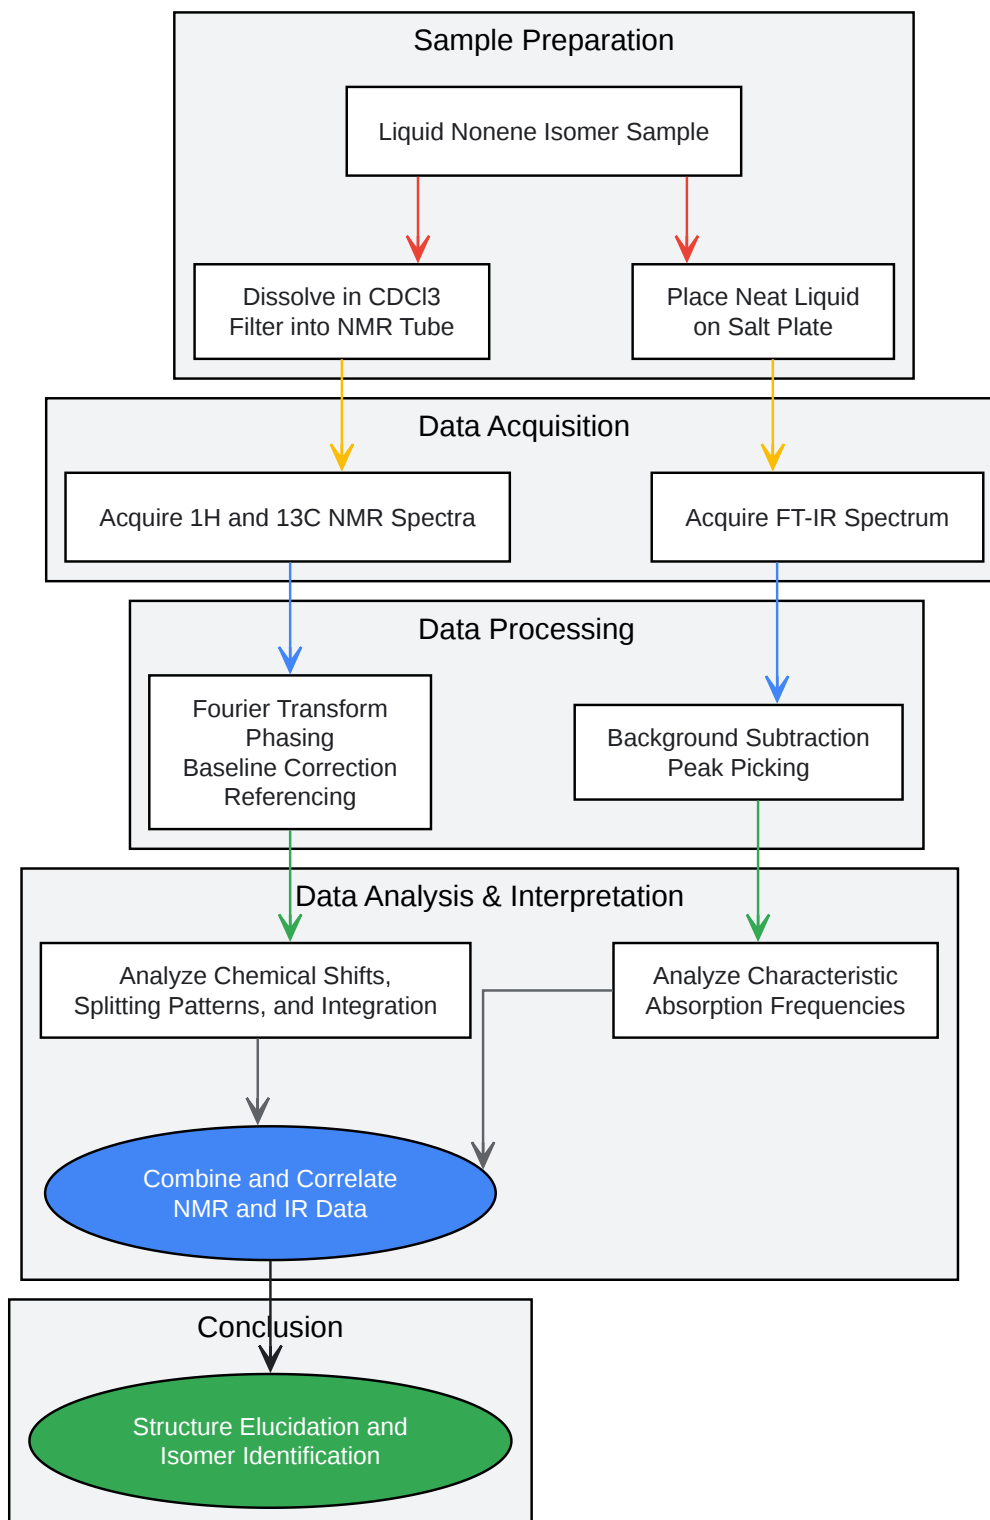 Sample Preparation
Liquid Nonene Isomer Sample
Dissolve in CDCl3
Filter into NMR Tube
Place Neat Liquid
on Salt Plate
Data Acquisition
Acquire 1H and 13C NMR Spectra
Acquire FT-IR Spectrum
Data Processing
Fourier Transform
Phasing
Baseline Correction
Referencing
Background Subtraction
Peak Picking
Data Analysis & Interpretation
Analyze Chemical Shifts,
Splitting Patterns, and Integration
Analyze Characteristic
Absorption Frequencies
Combine and Correlate
NMR and IR Data
Conclusion
Structure Elucidation and
Isomer Identification